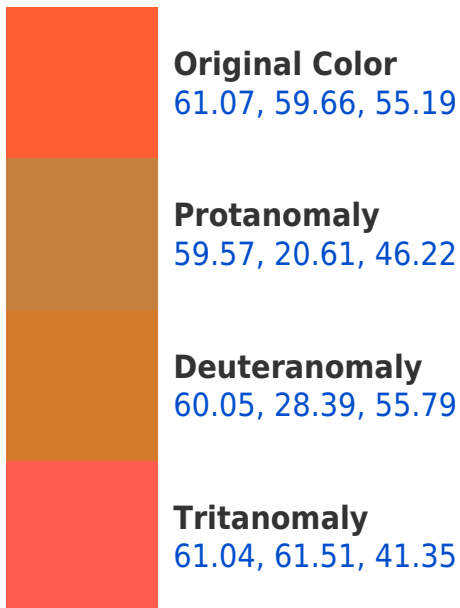 Original Color
61.07, 59.66, 55.19
Protanomaly
59.57, 20.61, 46.22
Deuteranomaly
60.05, 28.39, 55.79
Tritanomaly
61.04, 61.51, 41.35